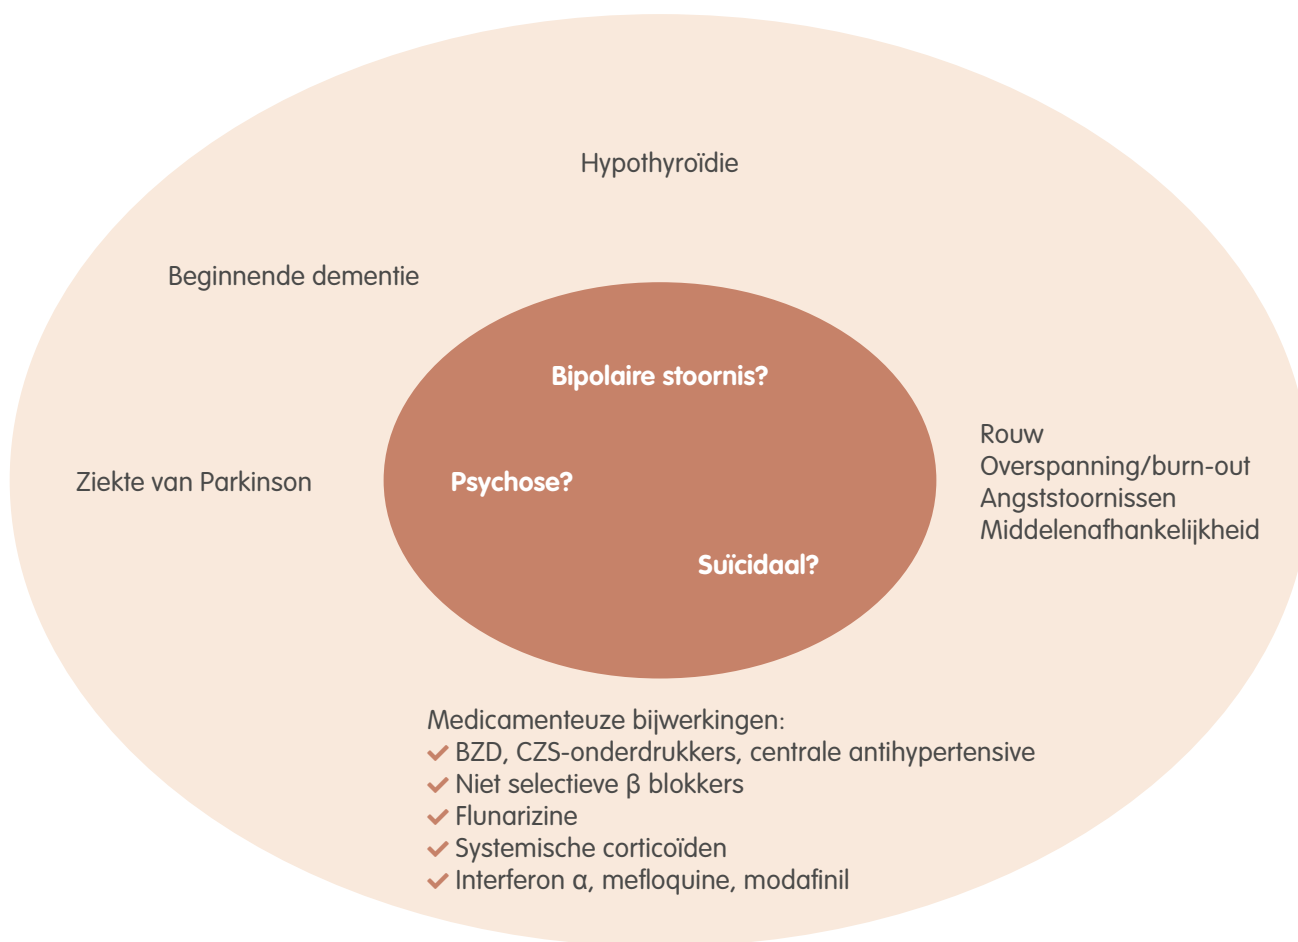 Hypothyroïdie
Beginnende dementie
Bipolaire stoornis?
Ziekte van Parkinson
Psychose?
Suïcidaal?
Rouw
Overspanning/burn-out
Angststoornissen
Middelenafhankelijkheid
Medicamenteuze bijwerkingen:
BZD, CZS-onderdrukkers, centrale antihypertensive
Niet selectieve β blokkers
Flunarizine
Systemische corticoïden
Interferon α, mefloquine, modafinil